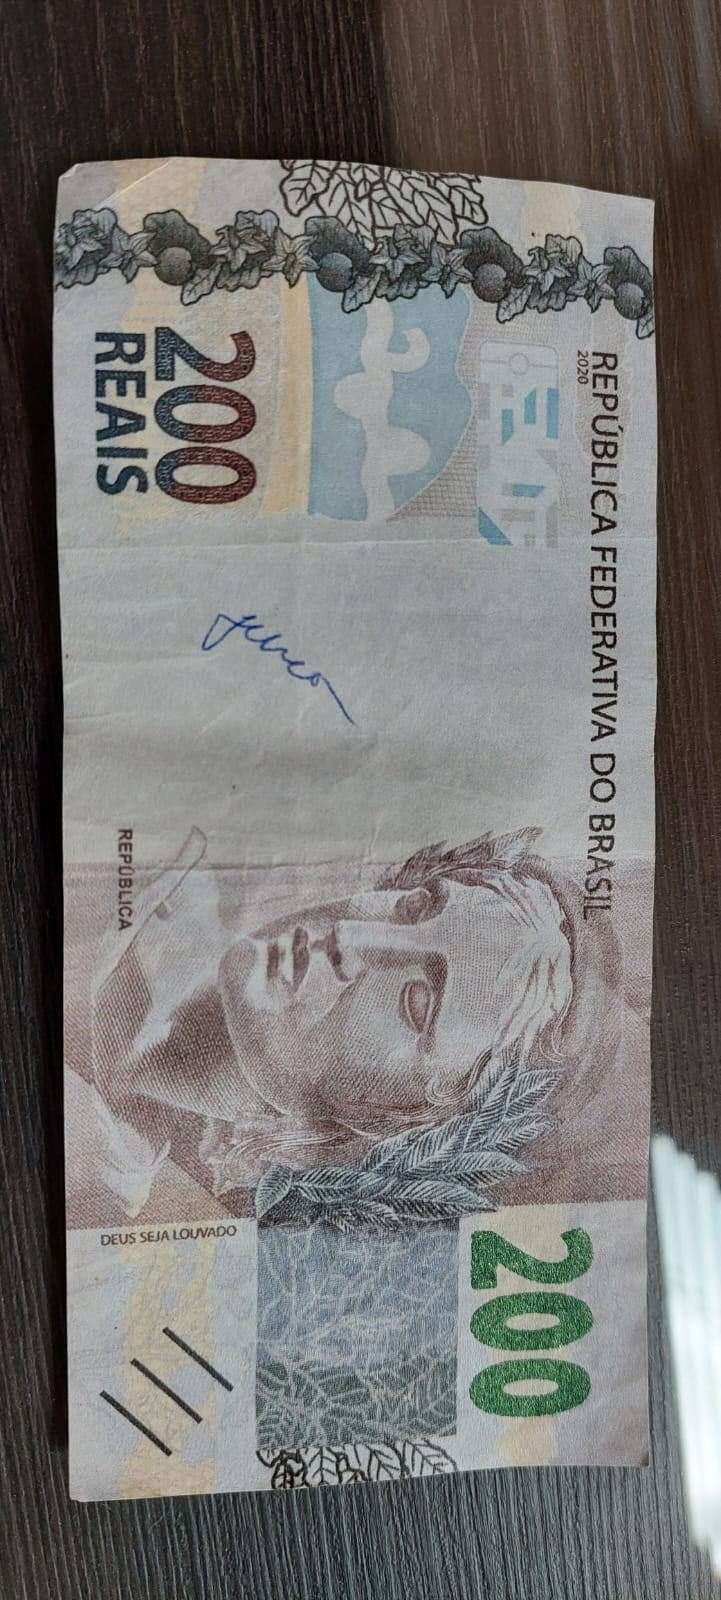 REPÚBLICA FEDERATIVA DO BRASIL
2020
200
REAIS
REPÚBLICA
200
DEUS SEJA LOUVADO